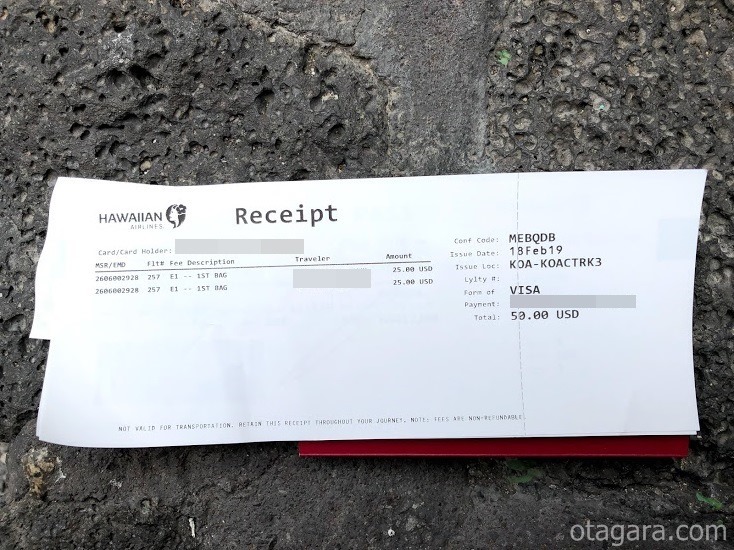 HAWAIIAN
AIRLINES
Receipt
Card/Card Holder:
MSR/EMD Flt# Fee Description Traveler Amount
2606002928 257 E1 -- 1ST BAG 25.00 USD
2606002928 257 E1 -- 1ST BAG 25.00 USD
Conf Code: MEBQDB
Issue Date: 18Feb19
Issue Loc: KOA-KOACTRK3
Lylty #:
Form of VISA
Payment:
Total: 50.00 USD
NOT VALID FOR TRANSPORTATION. RETAIN THIS RECEIPT THROUGHOUT YOUR JOURNEY. NOTE: FEES ARE NON-REFUNDABLE.
otagara.com